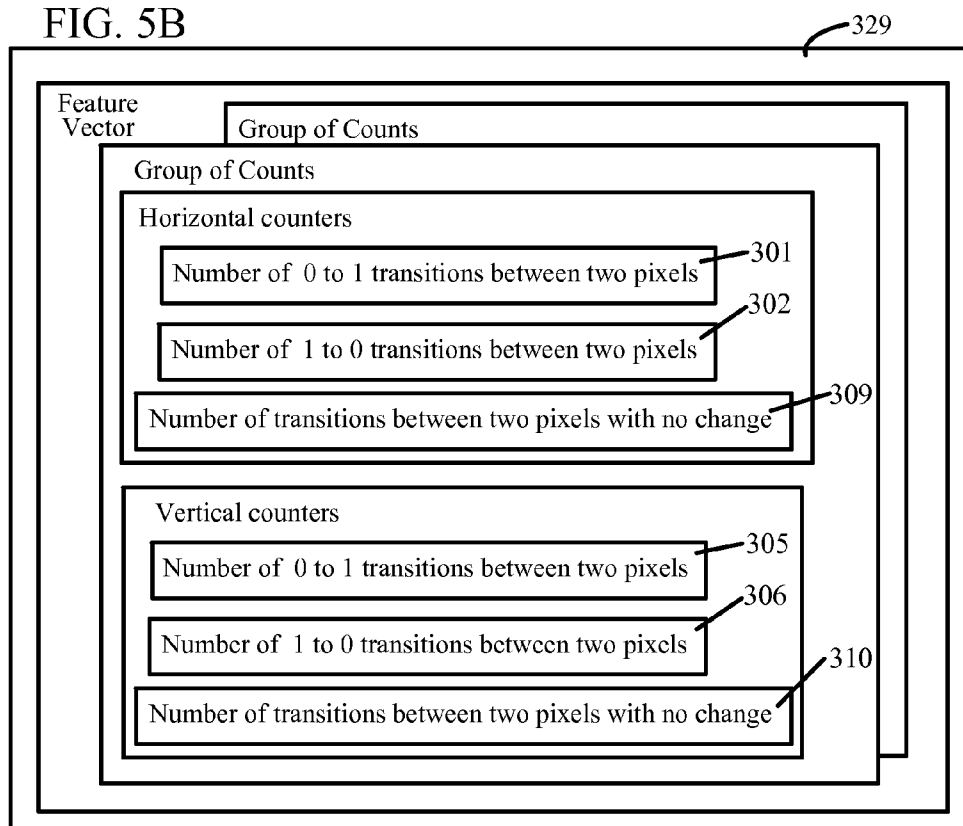 FIG. 5B
329
Feature
Vector
Group of Counts
Group of Counts
Horizontal counters
301
Number of 0 to 1 transitions between two pixels
302
Number of 1 to 0 transitions between two pixels
309
Number of transitions between two pixels with no change
Vertical counters
305
Number of 0 to 1 transitions between two pixels
306
Number of 1 to 0 transitions between two pixels
310
Number of transitions between two pixels with no change